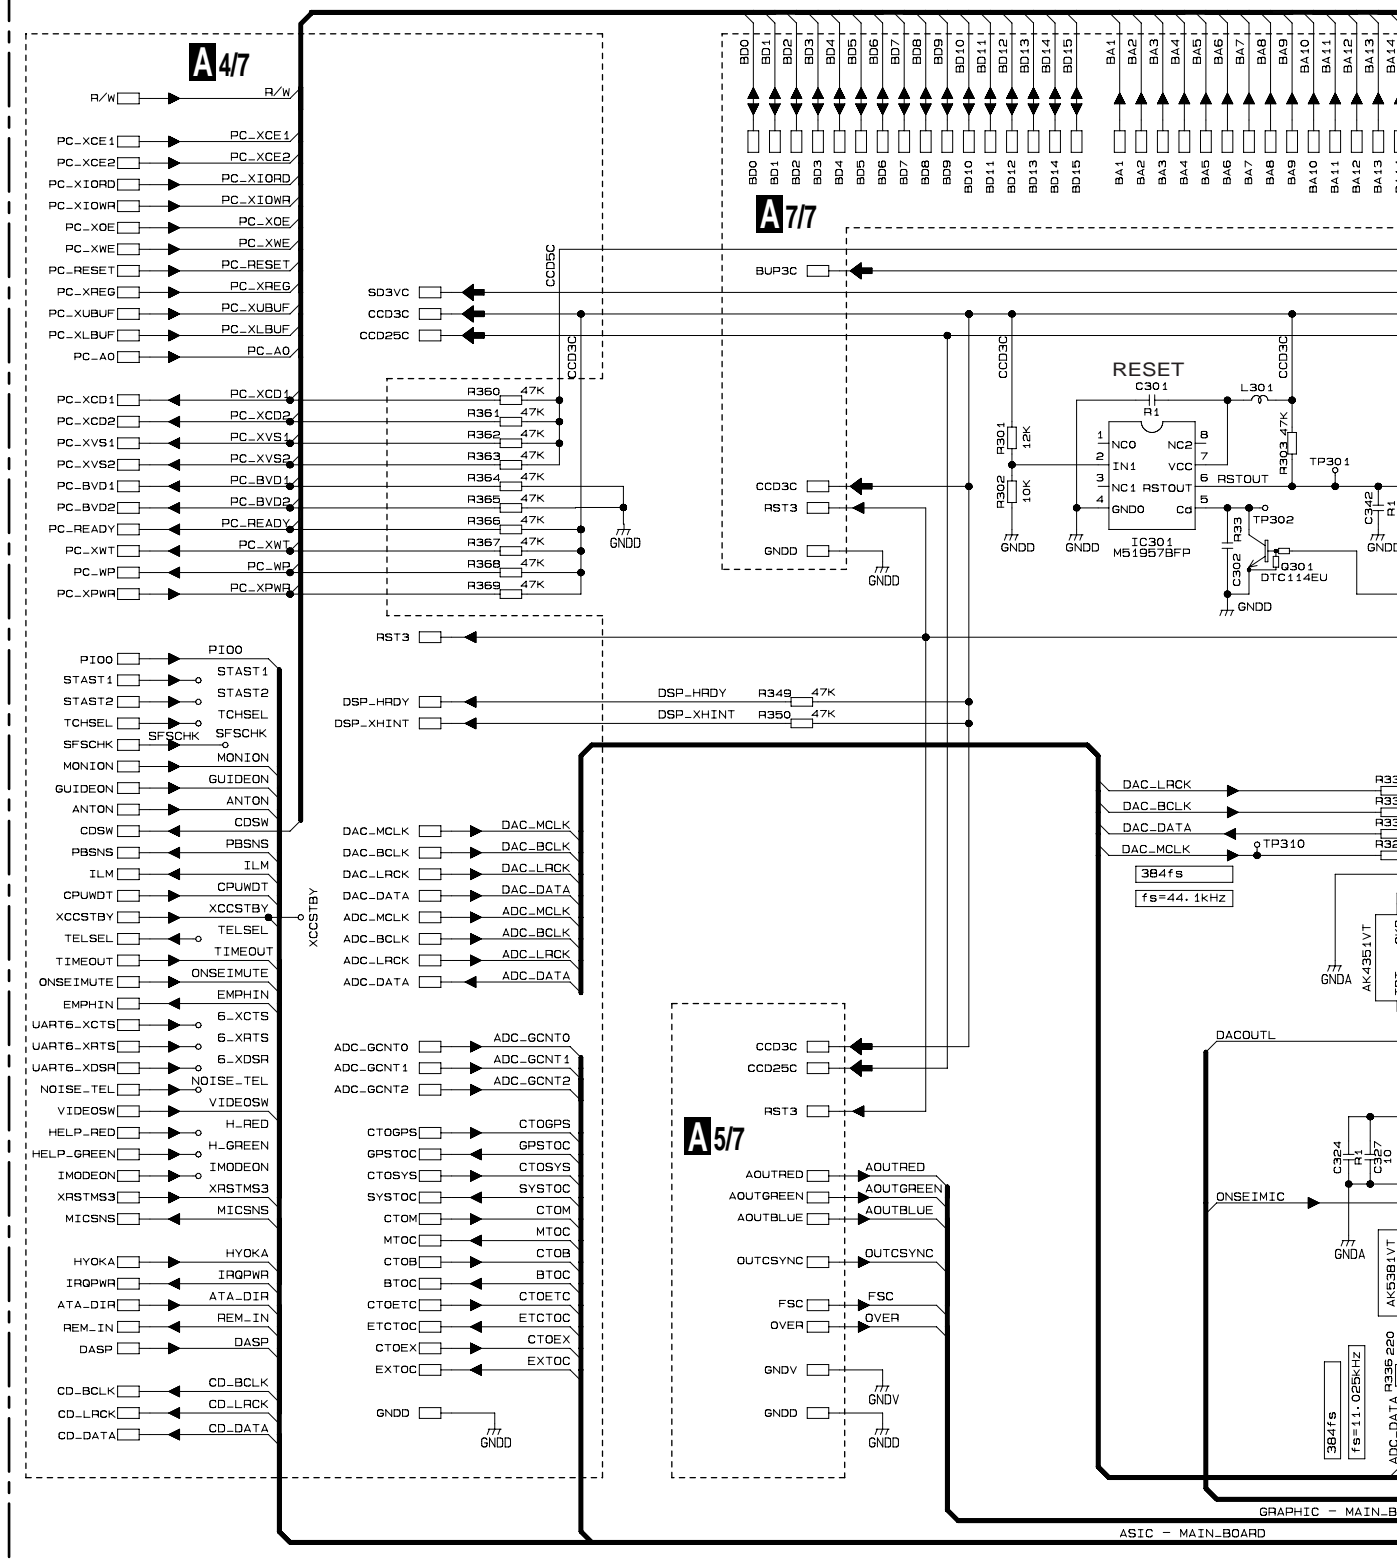 A 4/7
R/W R/W
PC_XCE1 PC_XCE1
PC_XCE2 PC_XCE2
PC_XIORD PC_XIORD
PC_XIOWR PC_XIOWR
PC_XOE PC_XOE
PC_XWE PC_XWE
PC_RESET PC_RESET
PC_XREG PC_XREG
PC_XUBUF PC_XUBUF
PC_XLBUF PC_XLBUF
PC_A0 PC_A0
PC_XCD1 PC_XCD1
PC_XCD2 PC_XCD2
PC_XVS1 PC_XVS1
PC_XVS2 PC_XVS2
PC_BVD1 PC_BVD1
PC_BVD2 PC_BVD2
PC_READY PC_READY
PC_XWT PC_XWT
PC_WP PC_WP
PC_XPWR PC_XPWR
PIO0 PIO0
STAST1 STAST1
STAST2 STAST2
TCHSEL TCHSEL
SFSCHK SFSCHK SFSCHK
MONION MONION
GUIDEON GUIDEON
ANTON ANTON
CDSW CDSW
PBSNS PBSNS
ILM ILM
CPUWDT CPUWDT
XCCSTBY XCCSTBY
XCCSTBY
TELSEL TELSEL
TIMEOUT TIMEOUT
ONSEIMUTE ONSEIMUTE
EMPHIN EMPHIN
UART6_XCTS 6_XCTS
UART6_XRTS 6_XRTS
UART6_XDSR 6_XDSR
NOISE_TEL NOISE_TEL
VIDEOSW VIDEOSW
HELP_RED H_RED
HELP_GREEN H_GREEN
IMODEON IMODEON
XRSTMS3 XRSTMS3
MICSNS MICSNS
HYOKA HYOKA
IRQPWR IRQPWR
ATA_DIR ATA_DIR
REM_IN REM_IN
DASP DASP
CD_BCLK CD_BCLK
CD_LRCK CD_LRCK
CD_DATA CD_DATA
SD3VC
CCD3C
CCD25C
CCD5C
CCD3C
R360 47K
R361 47K
R362 47K
R363 47K
R364 47K
R365 47K
R366 47K
R367 47K
R368 47K
R369 47K
GNDD
RST3
DSP_HRDY DSP_HRDY R349 47K
DSP_XHINT DSP_XHINT R350 47K
DAC_MCLK DAC_MCLK
DAC_BCLK DAC_BCLK
DAC_LRCK DAC_LRCK
DAC_DATA DAC_DATA
ADC_MCLK ADC_MCLK
ADC_BCLK ADC_BCLK
ADC_LRCK ADC_LRCK
ADC_DATA ADC_DATA
ADC_GCNT0 ADC_GCNT0
ADC_GCNT1 ADC_GCNT1
ADC_GCNT2 ADC_GCNT2
CTOGPS CTOGPS
GPSTOC GPSTOC
CTOSYS CTOSYS
SYSTOC SYSTOC
CTOM CTOM
MTOC MTOC
CTOB CTOB
BTOC BTOC
CTOETC CTOETC
ETCTOC ETCTOC
CTOEX CTOEX
EXTOC EXTOC
GNDD
GNDD
BD0 BD1 BD2 BD3 BD4 BD5 BD6 BD7 BD8 BD9 BD10 BD11 BD12 BD13 BD14 BD15
BA1 BA2 BA3 BA4 BA5 BA6 BA7 BA8 BA9 BA10 BA11 BA12 BA13 BA14
BD0 BD1 BD2 BD3 BD4 BD5 BD6 BD7 BD8 BD9 BD10 BD11 BD12 BD13 BD14 BD15
BA1 BA2 BA3 BA4 BA5 BA6 BA7 BA8 BA9 BA10 BA11 BA12 BA13
A 7/7
BUP3C
CCD3C
RST3
GNDD
GNDD
CCD3C
R301 12K
R302 10K
GNDD
RESET
C301
R1
L301
CCD3C
R303 47K
1 NC0 NC2 8
2 IN1 VCC 7
3 NC1 RSTOUT 6 RSTOUT
4 GND0 Cd 5
IC301
M51957BFP
GNDD
TP301
TP302
C302 R33
Q301
DTC114EU
GNDD
C342 R1
GNDD
DAC_LRCK
DAC_BCLK
DAC_DATA
DAC_MCLK TP310
384fs
fs=44.1kHz
GNDA
AK4351VT
DACOUTL
C324 R1 C327 10
ONSEIMIC
GNDA
AK5381VT
384fs
fs=11.025kHz
R336 220
ADC_DATA
A 5/7
CCD3C
CCD25C
RST3
AOUTRED AOUTRED
AOUTGREEN AOUTGREEN
AOUTBLUE AOUTBLUE
OUTCSYNC OUTCSYNC
FSC FSC
OVER OVER
GNDV
GNDV
GNDD
GNDD
GRAPHIC - MAIN_B
ASIC - MAIN_BOARD